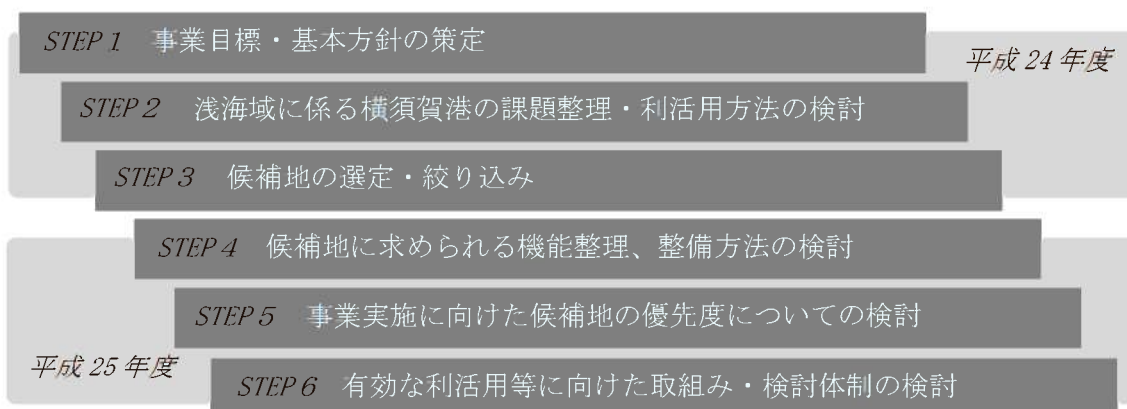 STEP 1 事業目標・基本方針の策定
平成 24 年度
STEP 2 浅海域に係る横須賀港の課題整理・利活用方法の検討
STEP 3 候補地の選定・絞り込み
STEP 4 候補地に求められる機能整理、整備方法の検討
STEP 5 事業実施に向けた候補地の優先度についての検討
平成 25 年度
STEP 6 有効な利活用等に向けた取組み・検討体制の検討